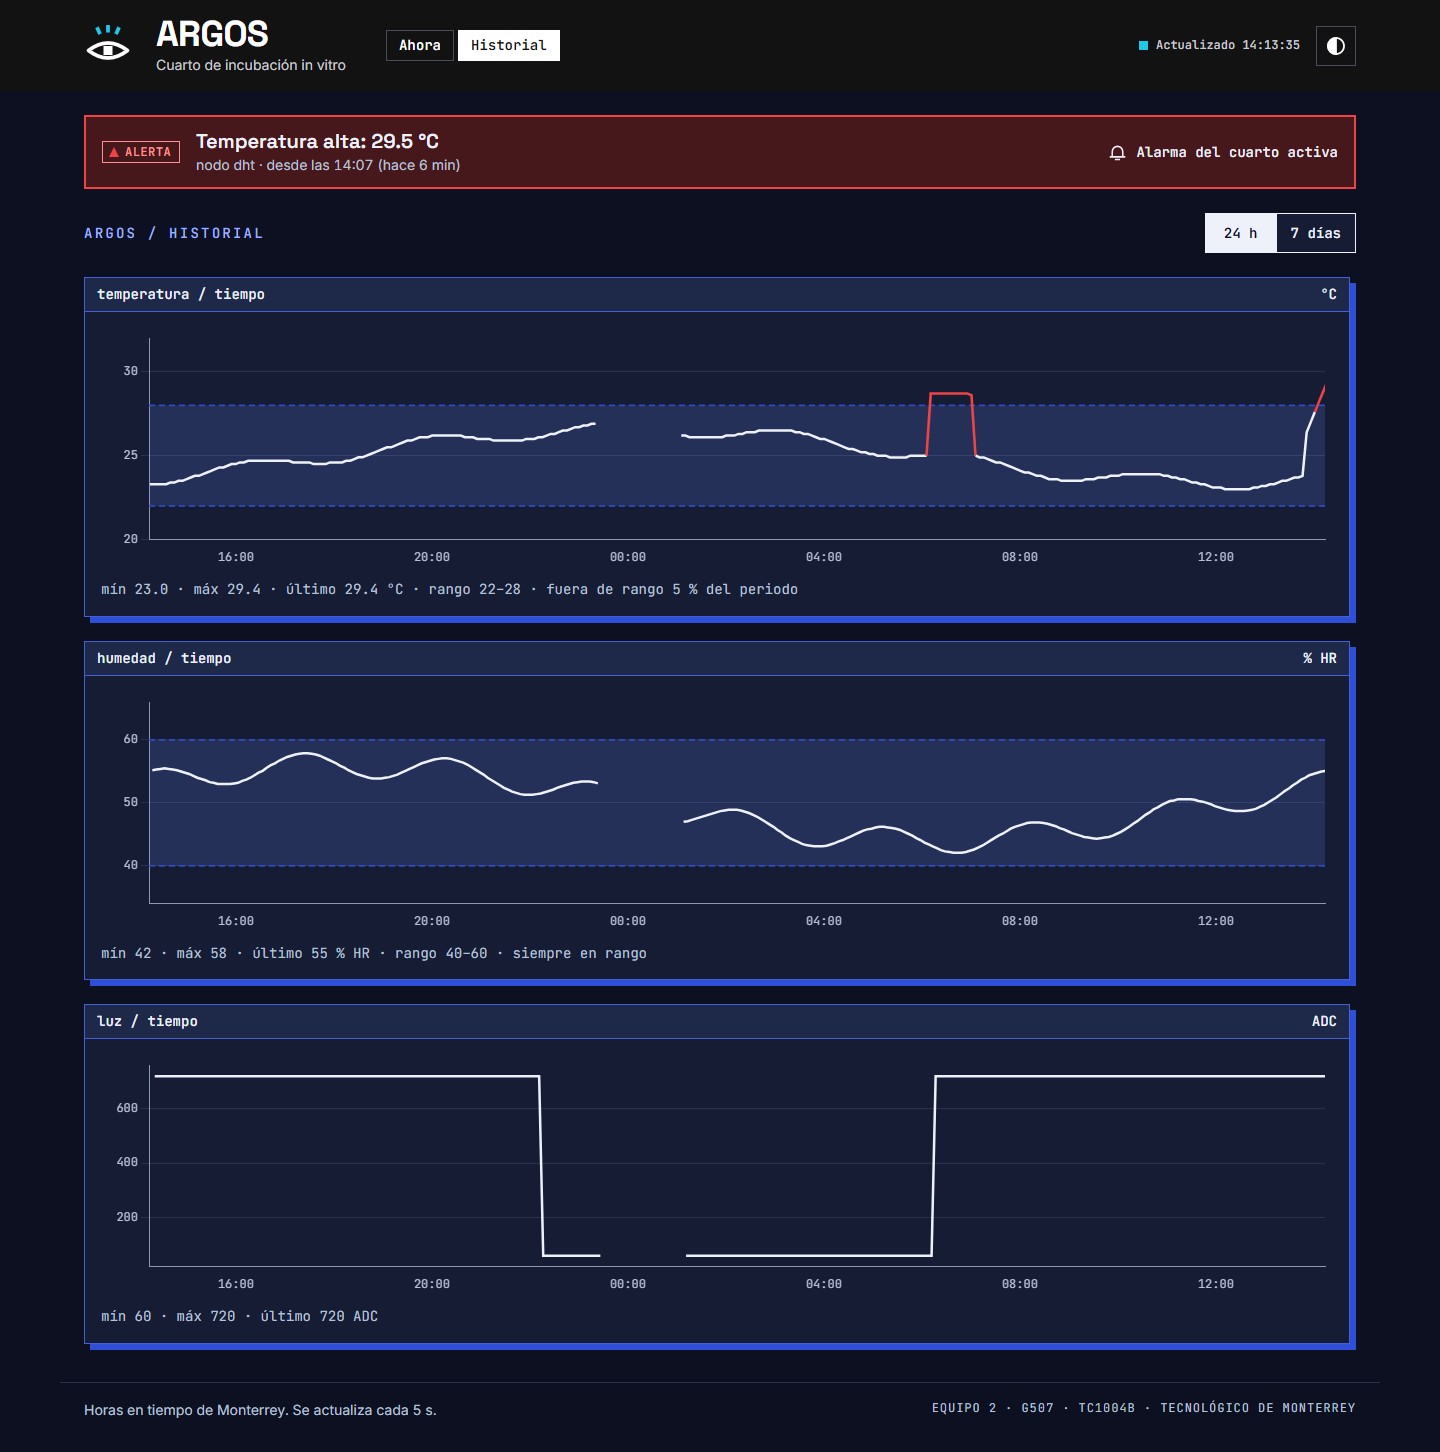 ARGOS
Cuarto de incubación in vitro
Ahora
Historial
Actualizado 14:13:35
ALERTA
Temperatura alta: 29.5 °C
nodo dht · desde las 14:07 (hace 6 min)
Alarma del cuarto activa
ARGOS / HISTORIAL
24 h
7 días
temperatura / tiempo
°C
30
25
20
16:00
20:00
00:00
04:00
08:00
12:00
mín 23.0 · máx 29.4 · último 29.4 °C · rango 22–28 · fuera de rango 5 % del periodo
humedad / tiempo
% HR
60
50
40
16:00
20:00
00:00
04:00
08:00
12:00
mín 42 · máx 58 · último 55 % HR · rango 40–60 · siempre en rango
luz / tiempo
ADC
600
400
200
16:00
20:00
00:00
04:00
08:00
12:00
mín 60 · máx 720 · último 720 ADC
Horas en tiempo de Monterrey. Se actualiza cada 5 s.
EQUIPO 2 · G507 · TC1004B · TECNOLÓGICO DE MONTERREY